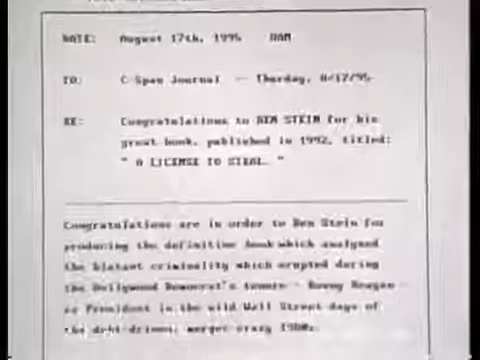 DATE: August 17th, 1995 8AM
TO: C-Span Journal -- Thurday, 8/17/95
RE: Congratulations to BEN STEIN for his
great book, published in 1992, titled:
" A LICENSE TO STEAL. "
Congratulations are in order to Ben Stein for
producing the definitive book which analyzed
the blatant criminality which erupted during
the Hollywood Democrat's tenure - Ronny Reagan -
as President in the wild Wall Street days of
the debt-driven, merger crazy 1980s.